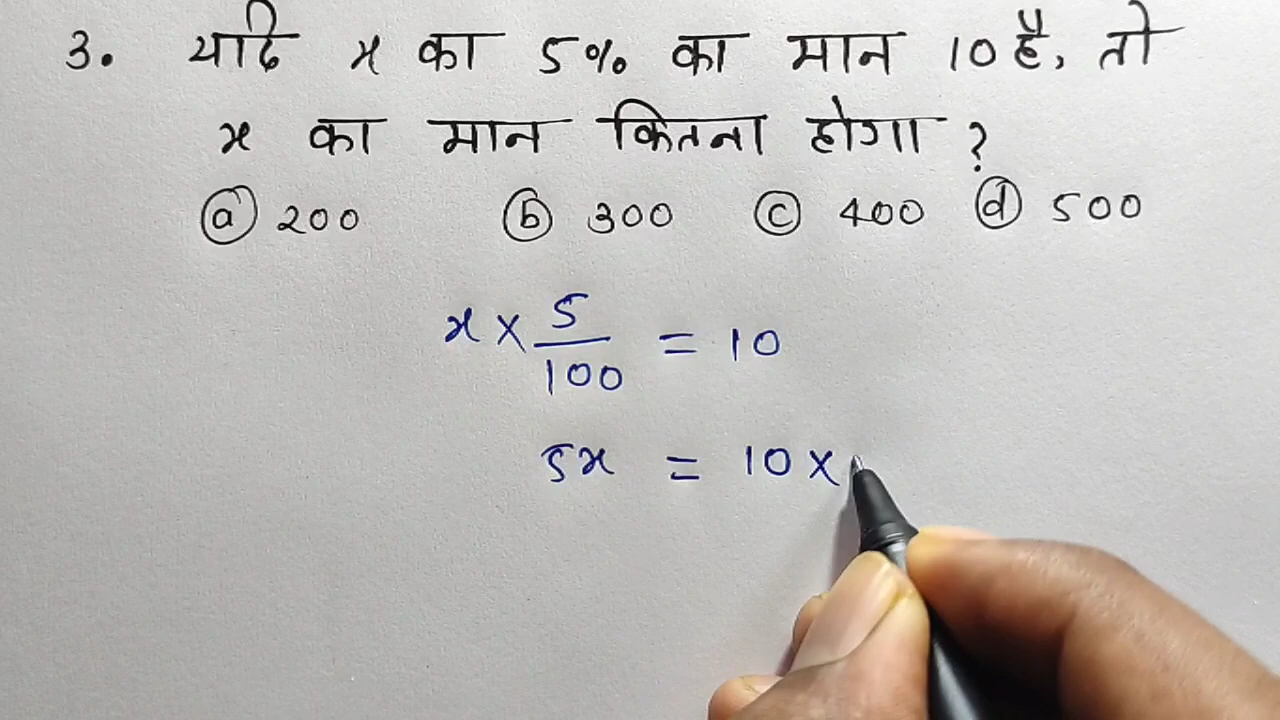 3. यदि x का 5% का मान 10 है, तो
x का मान कितना होगा ?
(a) 200 (b) 300 (c) 400 (d) 500
x × 5/100 = 10
5x = 10 ×